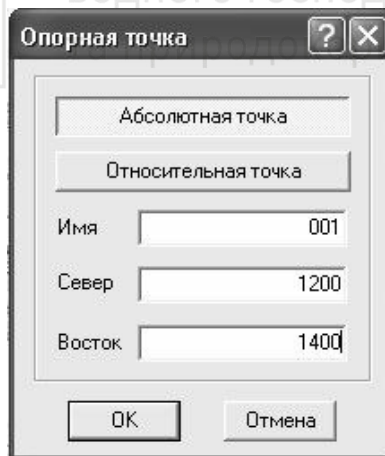 Опорная точка
Абсолютная точка
Относительная точка
Имя 001
Север 1200
Восток 1400
OK Отмена